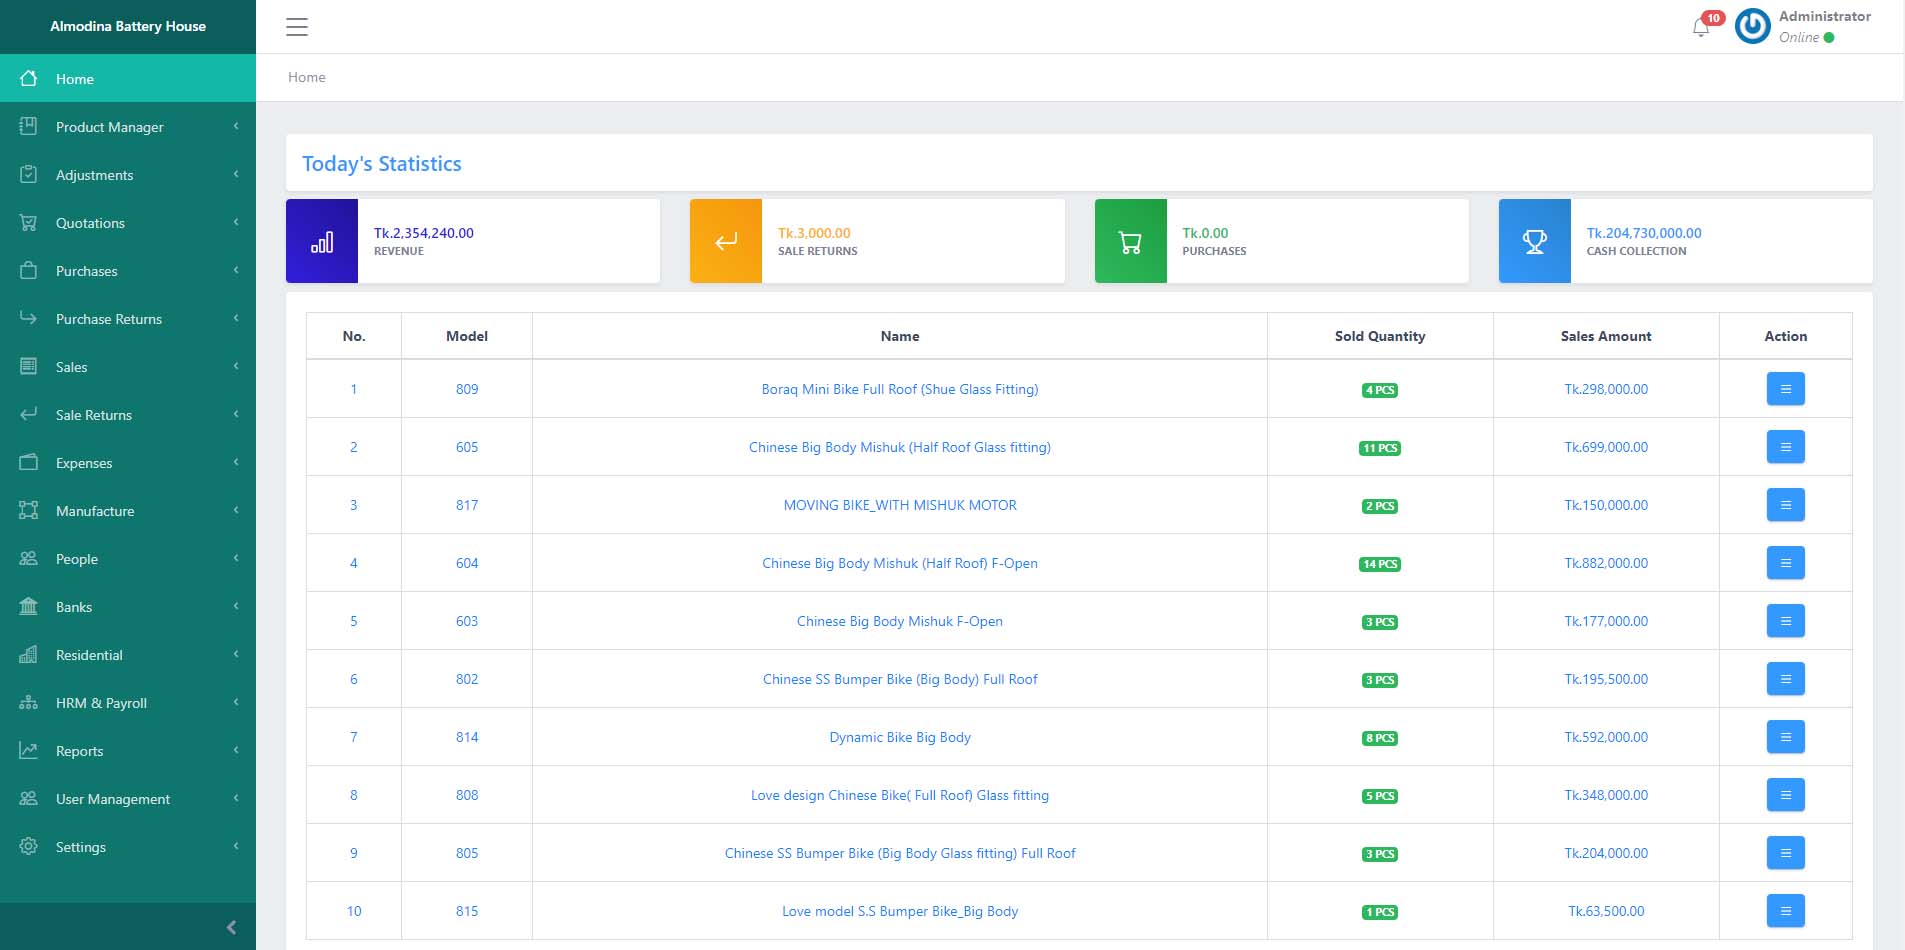 Almodina Battery House
10
Administrator
Online
Home
Product Manager
Adjustments
Quotations
Purchases
Purchase Returns
Sales
Sale Returns
Expenses
Manufacture
People
Banks
Residential
HRM & Payroll
Reports
User Management
Settings
Home
Today's Statistics
Tk.2,354,240.00
REVENUE
Tk.3,000.00
SALE RETURNS
Tk.0.00
PURCHASES
Tk.204,730,000.00
CASH COLLECTION
No. Model Name Sold Quantity Sales Amount Action
1 809 Boraq Mini Bike Full Roof (Shue Glass Fitting) 4 PCS Tk.298,000.00
2 605 Chinese Big Body Mishuk (Half Roof Glass fitting) 11 PCS Tk.699,000.00
3 817 MOVING BIKE_WITH MISHUK MOTOR 2 PCS Tk.150,000.00
4 604 Chinese Big Body Mishuk (Half Roof) F-Open 14 PCS Tk.882,000.00
5 603 Chinese Big Body Mishuk F-Open 3 PCS Tk.177,000.00
6 802 Chinese SS Bumper Bike (Big Body) Full Roof 3 PCS Tk.195,500.00
7 814 Dynamic Bike Big Body 8 PCS Tk.592,000.00
8 808 Love design Chinese Bike( Full Roof) Glass fitting 5 PCS Tk.348,000.00
9 805 Chinese SS Bumper Bike (Big Body Glass fitting) Full Roof 3 PCS Tk.204,000.00
10 815 Love model S.S Bumper Bike_Big Body 1 PCS Tk.63,500.00